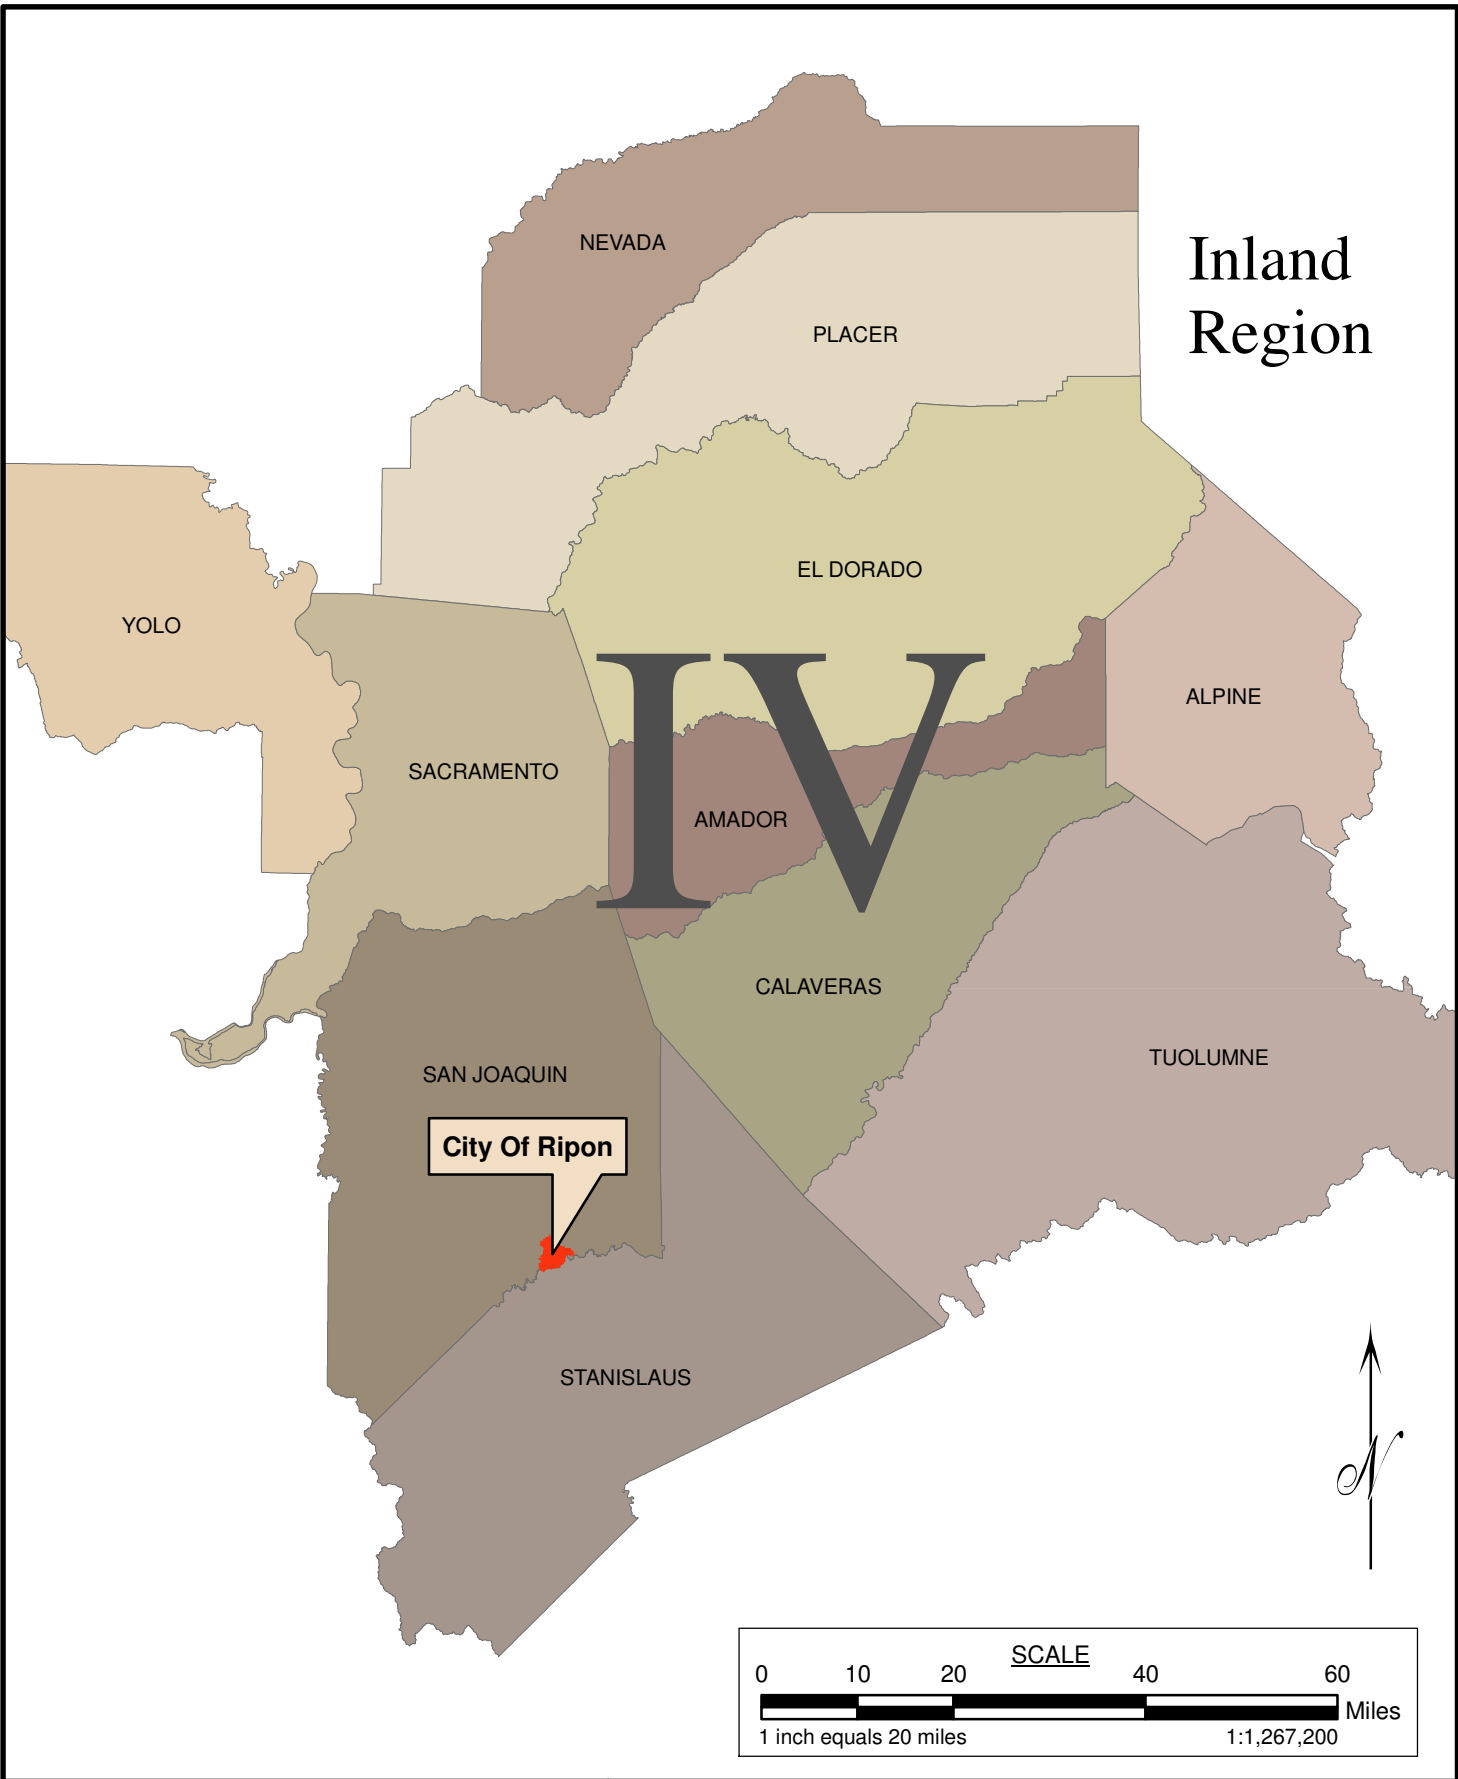 NEVADA
Inland
Region
PLACER
EL DORADO
YOLO
IV
ALPINE
SACRAMENTO
AMADOR
CALAVERAS
TUOLUMNE
SAN JOAQUIN
City Of Ripon
STANISLAUS
N
SCALE
0 10 20 40 60
Miles
1 inch equals 20 miles 1:1,267,200